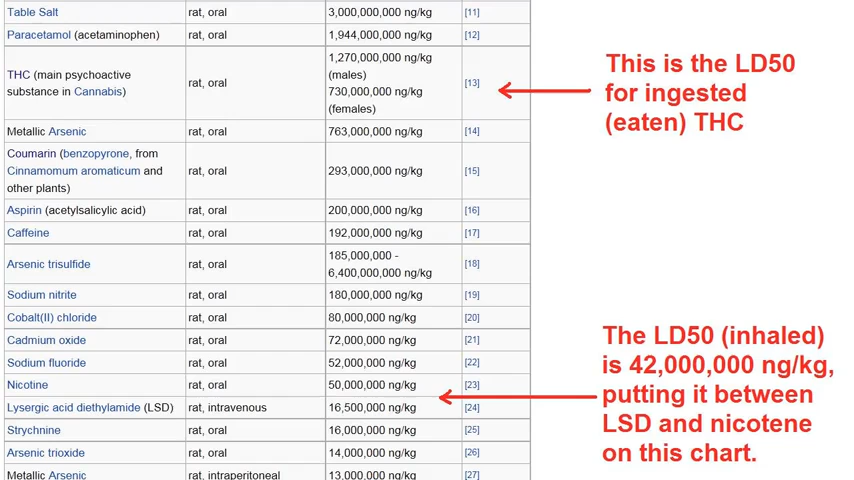 Table Salt rat, oral 3,000,000,000 ng/kg [11]
Paracetamol (acetaminophen) rat, oral 1,944,000,000 ng/kg [12]
THC (main psychoactive substance in Cannabis) rat, oral 1,270,000,000 ng/kg (males) 730,000,000 ng/kg (females) [13]
Metallic Arsenic rat, oral 763,000,000 ng/kg [14]
Coumarin (benzopyrone, from Cinnamomum aromaticum and other plants) rat, oral 293,000,000 ng/kg [15]
Aspirin (acetylsalicylic acid) rat, oral 200,000,000 ng/kg [16]
Caffeine rat, oral 192,000,000 ng/kg [17]
Arsenic trisulfide rat, oral 185,000,000 - 6,400,000,000 ng/kg [18]
Sodium nitrite rat, oral 180,000,000 ng/kg [19]
Cobalt(II) chloride rat, oral 80,000,000 ng/kg [20]
Cadmium oxide rat, oral 72,000,000 ng/kg [21]
Sodium fluoride rat, oral 52,000,000 ng/kg [22]
Nicotine rat, oral 50,000,000 ng/kg [23]
Lysergic acid diethylamide (LSD) rat, intravenous 16,500,000 ng/kg [24]
Strychnine rat, oral 16,000,000 ng/kg [25]
Arsenic trioxide rat, oral 14,000,000 ng/kg [26]
Metallic Arsenic rat, intraperitoneal 13,000,000 ng/kg [27]
This is the LD50
for ingested
(eaten) THC
The LD50 (inhaled)
is 42,000,000 ng/kg,
putting it between
LSD and nicotene
on this chart.